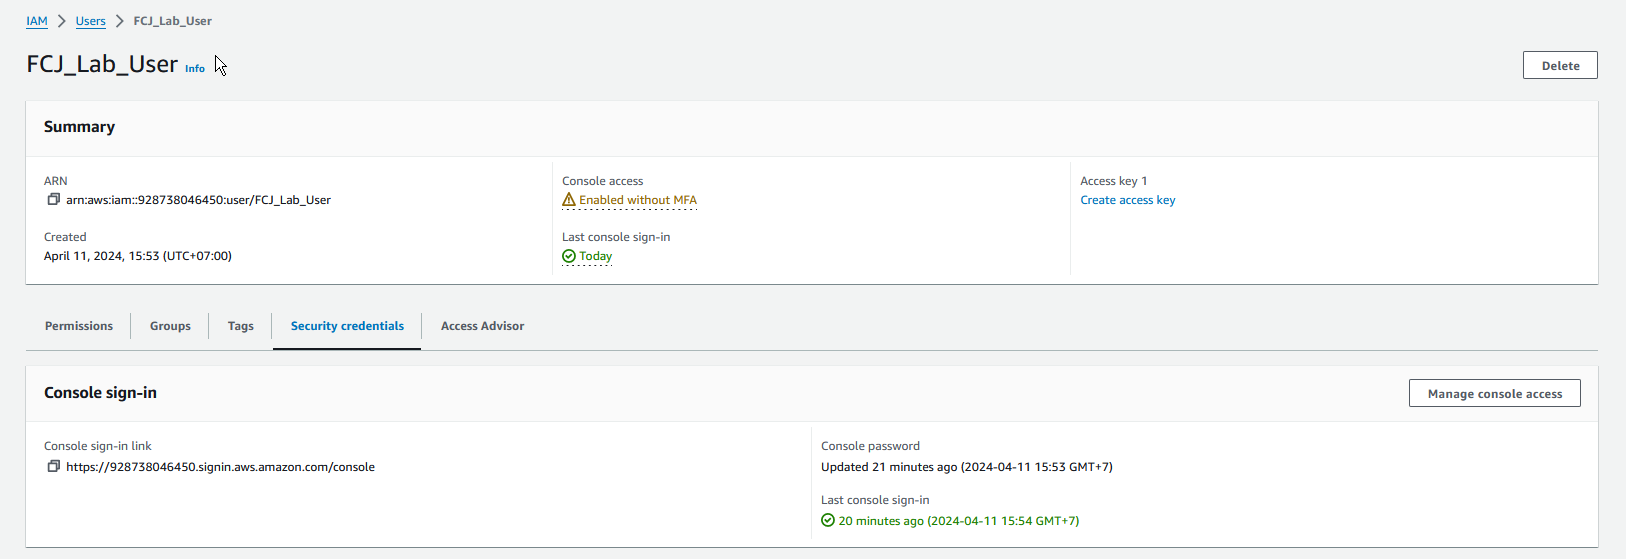 IAM > Users > FCJ_Lab_User
FCJ_Lab_User Info
Delete
Summary
ARN
arn:aws:iam::928738046450:user/FCJ_Lab_User
Created
April 11, 2024, 15:53 (UTC+07:00)
Console access
Enabled without MFA
Last console sign-in
Today
Access key 1
Create access key
Permissions
Groups
Tags
Security credentials
Access Advisor
Console sign-in
Manage console access
Console sign-in link
https://928738046450.signin.aws.amazon.com/console
Console password
Updated 21 minutes ago (2024-04-11 15:53 GMT+7)
Last console sign-in
20 minutes ago (2024-04-11 15:54 GMT+7)